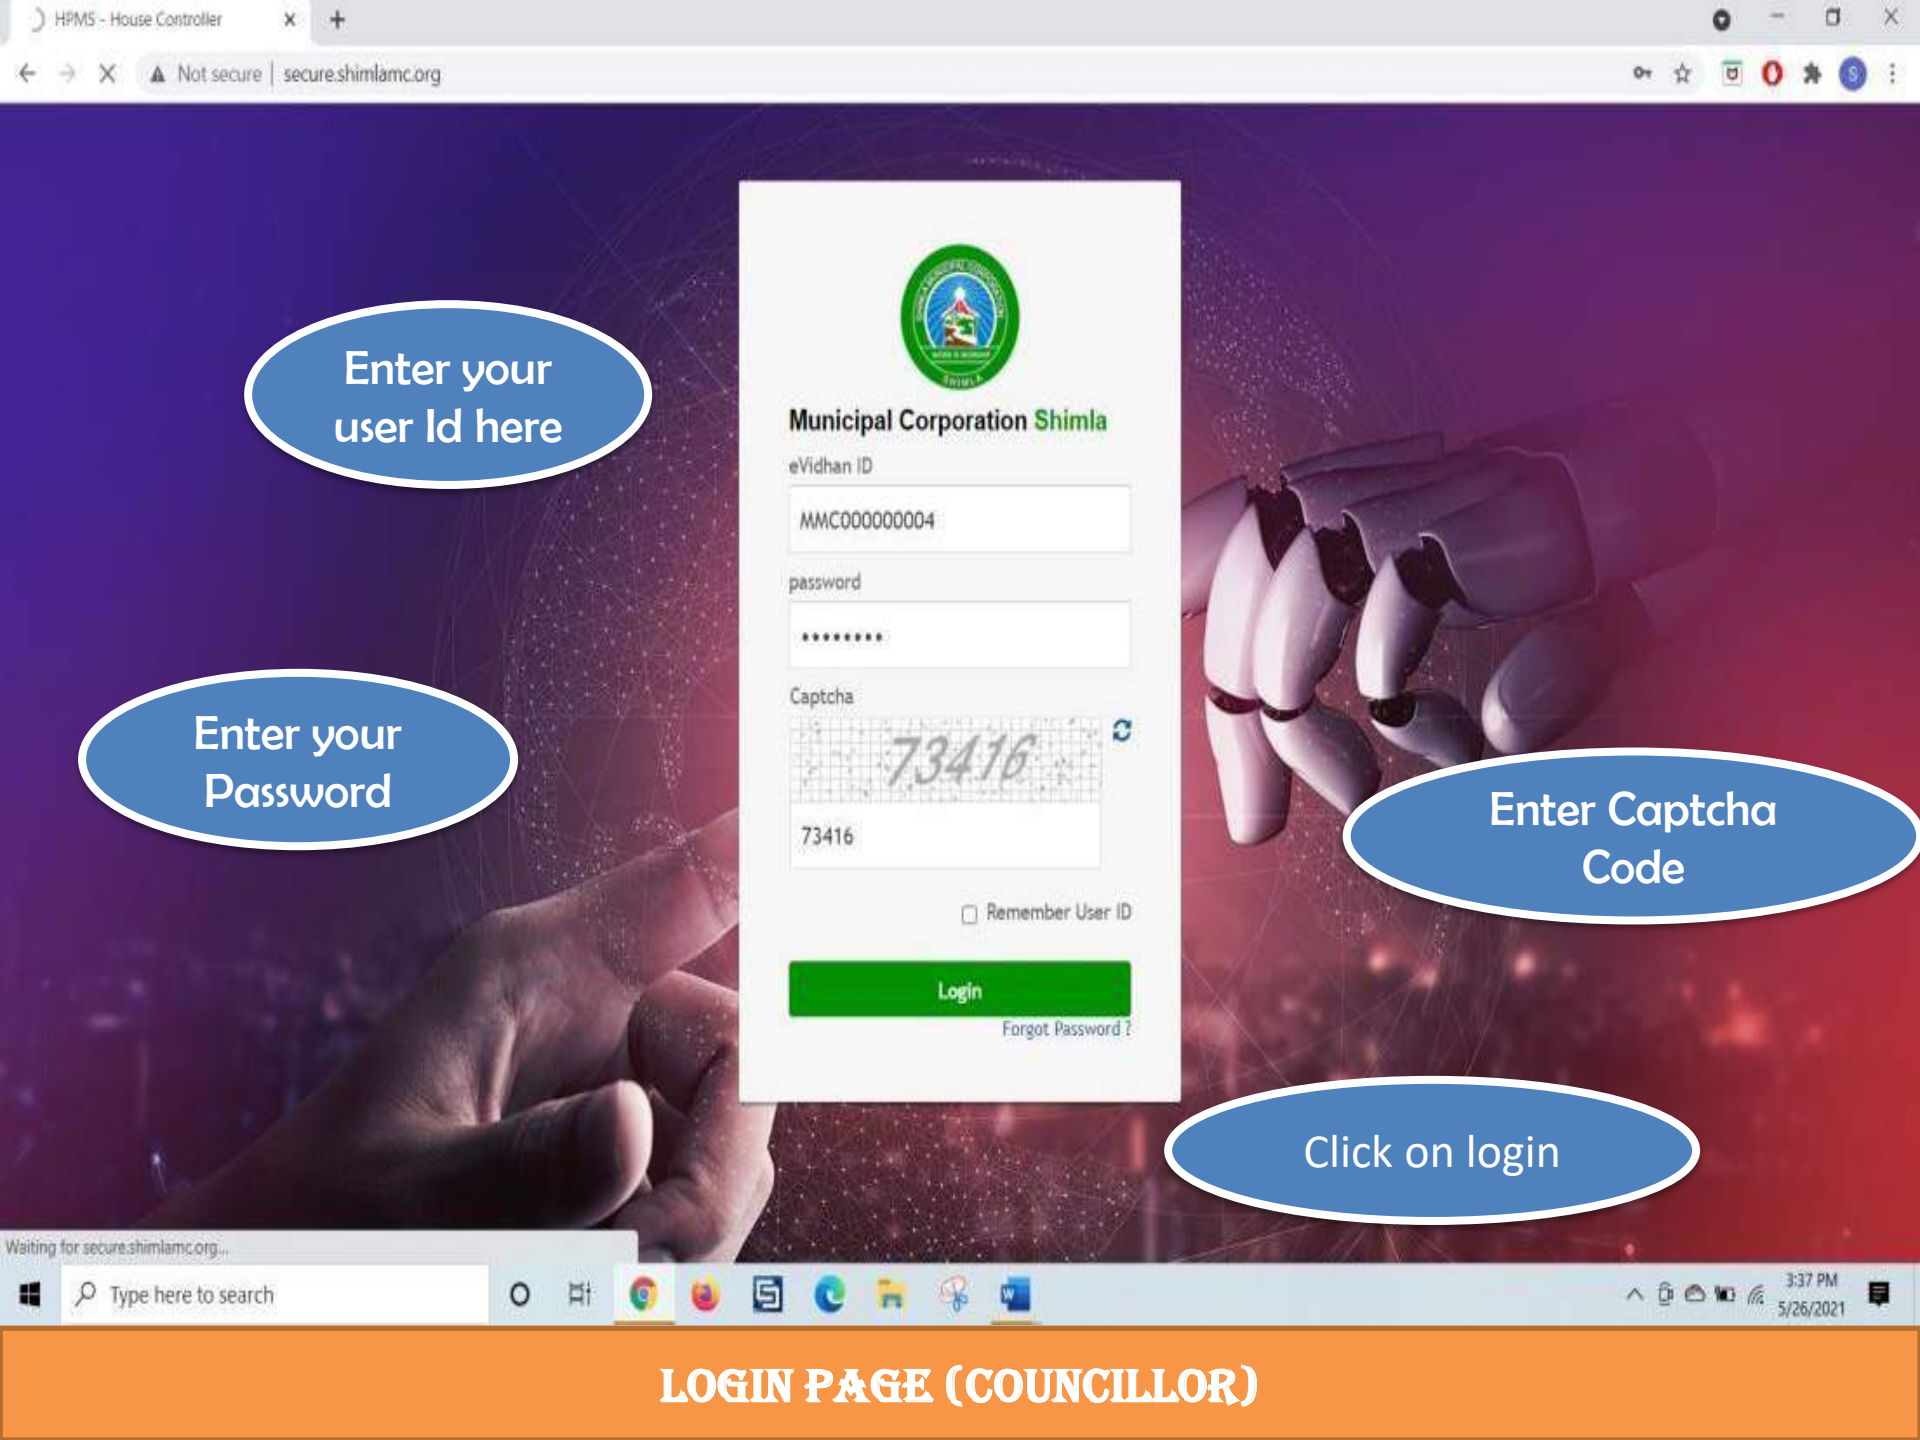 HPMS - House Controller
Not secure | secure.shimlamc.org
Enter your
user Id here
SHIMLA
Municipal Corporation Shimla
eVidhan ID
MMC000000004
password
Enter your
Password
Captcha
73416
73416
Enter Captcha
Code
Remember User ID
Login
Forgot Password ?
Click on login
Waiting for secure.shimlamc.org...
Type here to search
3:37 PM
5/26/2021
LOGIN PAGE (COUNCILLOR)